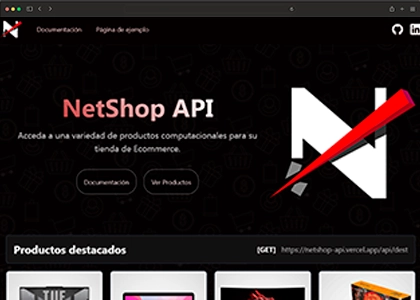 Documentación Página de ejemplo
NetShop API
Acceda a una variedad de productos computacionales para su
tienda de Ecommerce.
Documentación Ver Productos
Productos destacados [GET] https://netshop-api.vercel.app/api/dest
THE